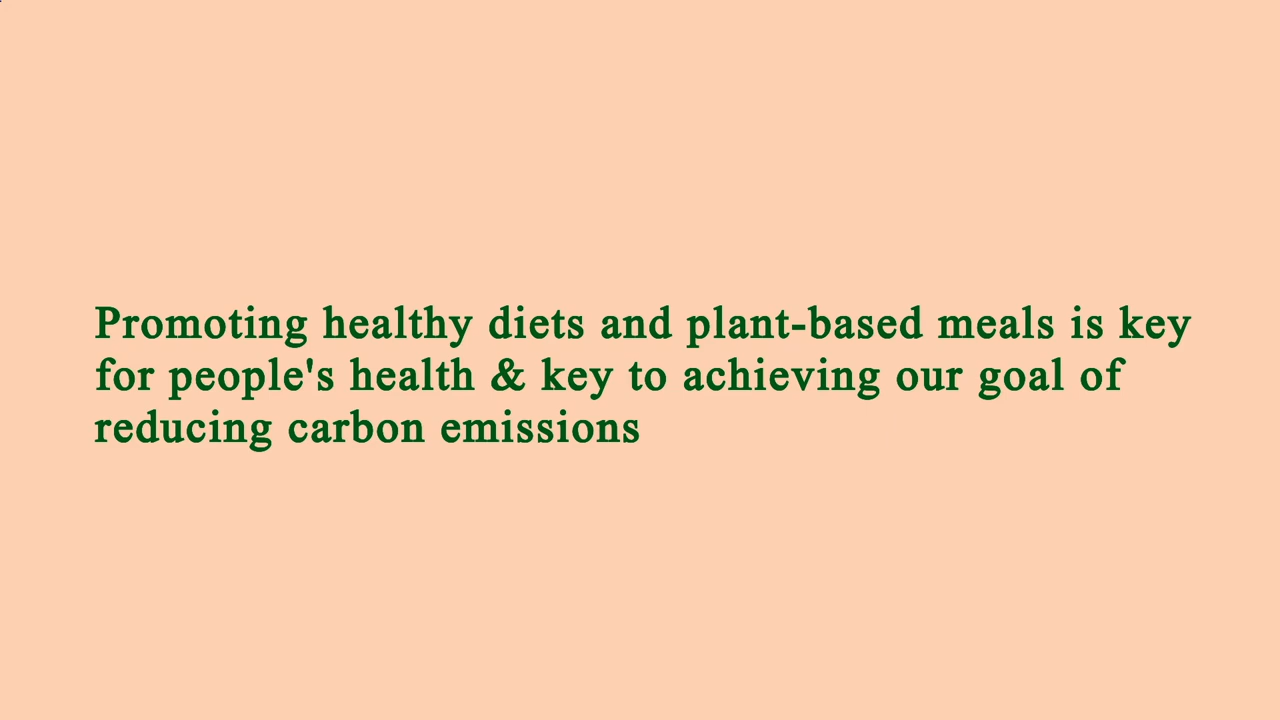 Promoting healthy diets and plant-based meals is key
for people's health & key to achieving our goal of
reducing carbon emissions